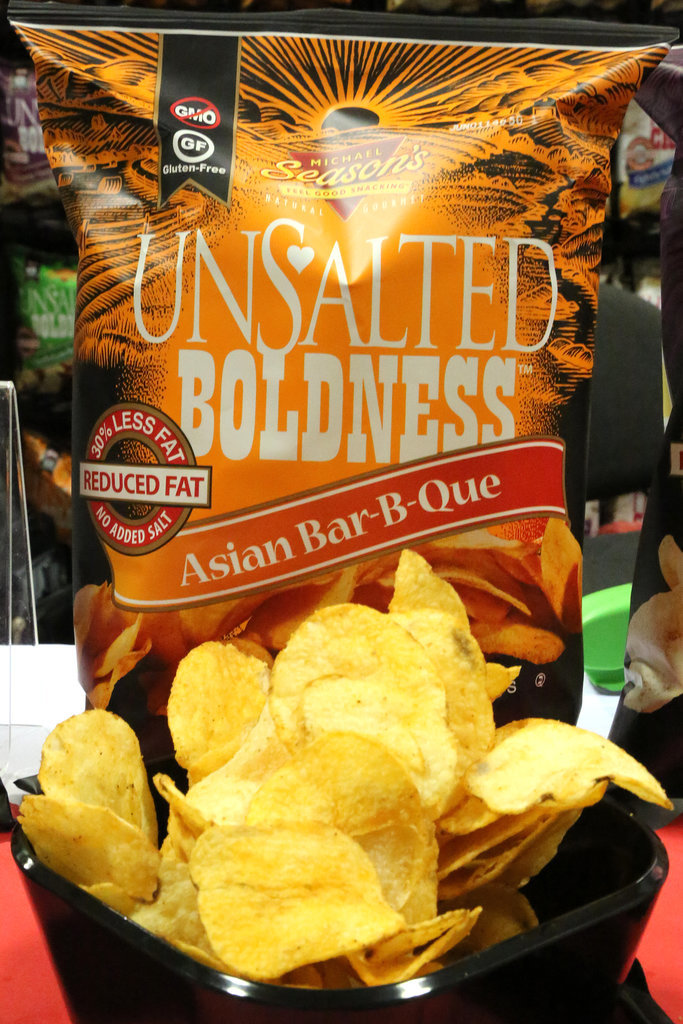 GMO
GF
Gluten-Free
MICHAEL
Season's
FEEL GOOD SNACKING
NATURAL GOURMET
UNSALTED
BOLDNESS™
30% LESS FAT
REDUCED FAT
NO ADDED SALT
Asian Bar-B-Que